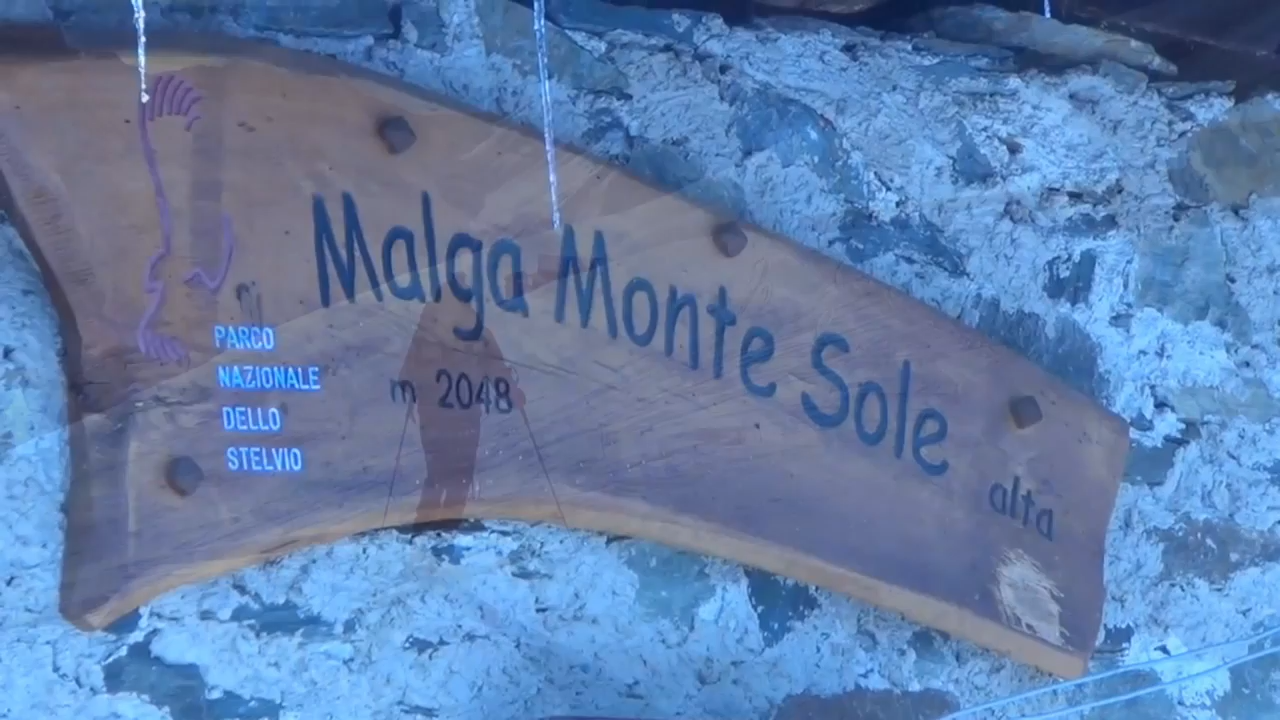 Malga Monte Sole
m 2048
alta
PARCO
NAZIONALE
DELLO
STELVIO